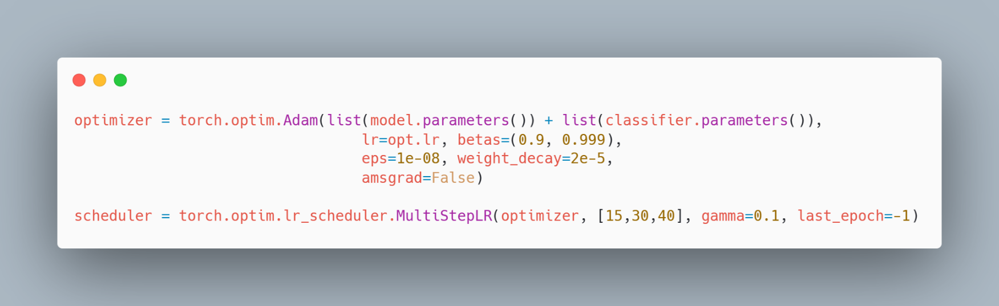 optimizer = torch.optim.Adam(list(model.parameters()) + list(classifier.parameters()),
                                 lr=opt.lr, betas=(0.9, 0.999),
                                 eps=1e-08, weight_decay=2e-5,
                                 amsgrad=False)
scheduler = torch.optim.lr_scheduler.MultiStepLR(optimizer, [15,30,40], gamma=0.1, last_epoch=-1)